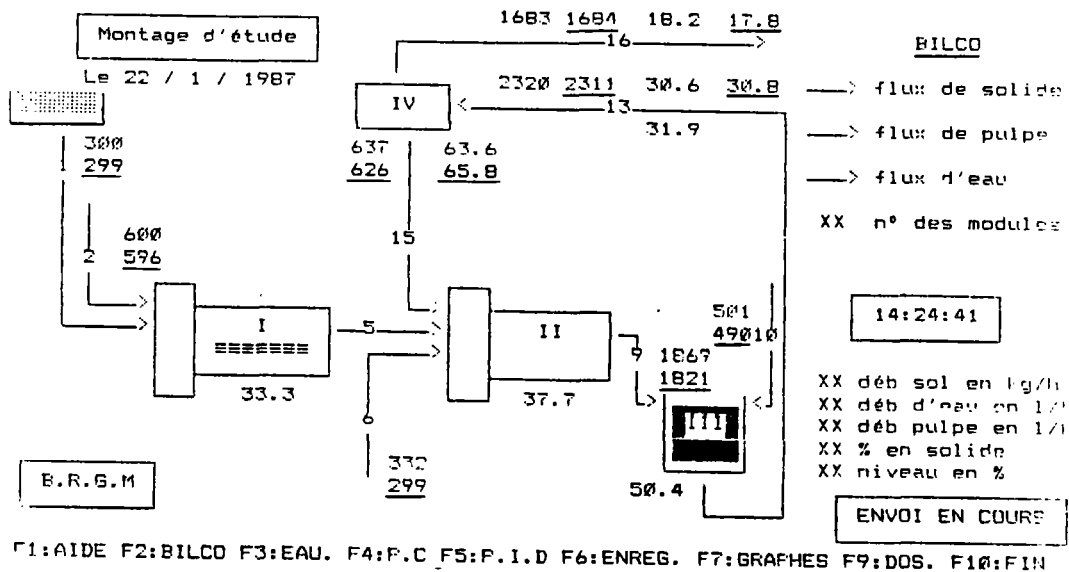 1683 1684 18.2 17.8
16
Montage d'étude
Le 22 / 1 / 1987
BILCO
2320 2311 30.6 30.8
13
31.9
IV
-> flux de solide
-> flux de pulpe
-> flux d'eau
XX n° des modules
1
300
299
637
626
63.6
65.8
2
600
596
15
14:24:41
I
33.3
5
II
37.7
9
1867
1821
501
490
10
III
50.4
6
332
299
XX déb sol en kg/h
XX déb d'eau en l/h
XX déb pulpe en l/h
XX % en solide
XX niveau en %
B.R.G.M
ENVOI EN COURS
F1:AIDE F2:BILCO F3:EAU. F4:P.C F5:P.I.D F6:ENREG. F7:GRAPHES F9:DOS. F10:FIN